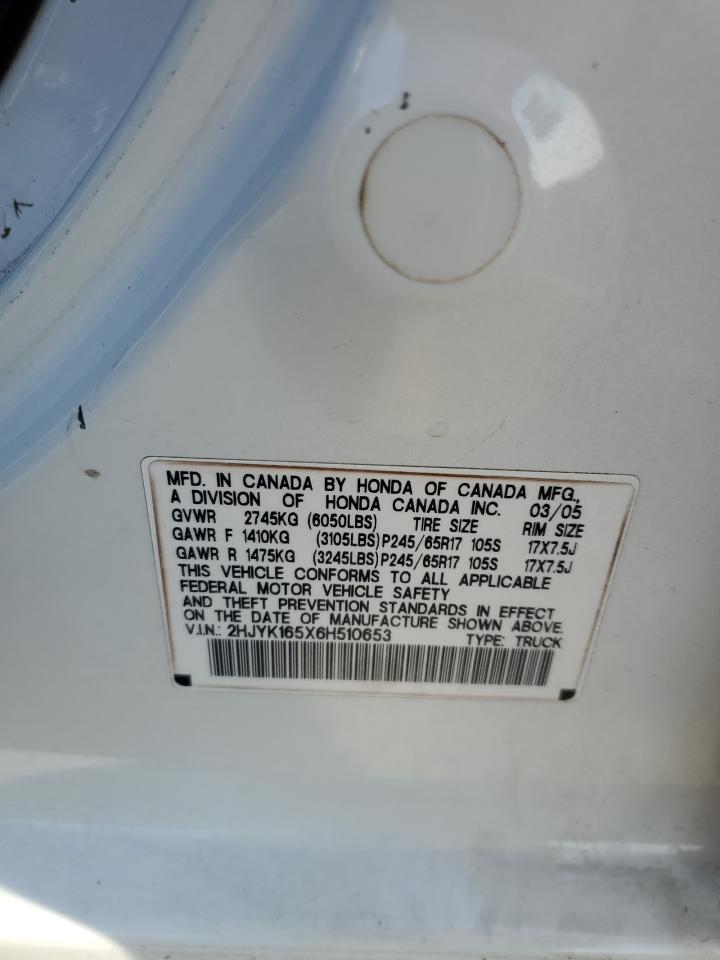 MFD. IN CANADA BY HONDA OF CANADA MFG.,
A DIVISION OF HONDA CANADA INC. 03/05
GVWR 2745KG (6050LBS) TIRE SIZE RIM SIZE
GAWR F 1410KG (3105LBS) P245/65R17 105S 17X7.5J
GAWR R 1475KG (3245LBS) P245/65R17 105S 17X7.5J
THIS VEHICLE CONFORMS TO ALL APPLICABLE
FEDERAL MOTOR VEHICLE SAFETY
AND THEFT PREVENTION STANDARDS IN EFFECT
ON THE DATE OF MANUFACTURE SHOWN ABOVE.
V.I.N.: 2HJYK165X6H510653 TYPE: TRUCK